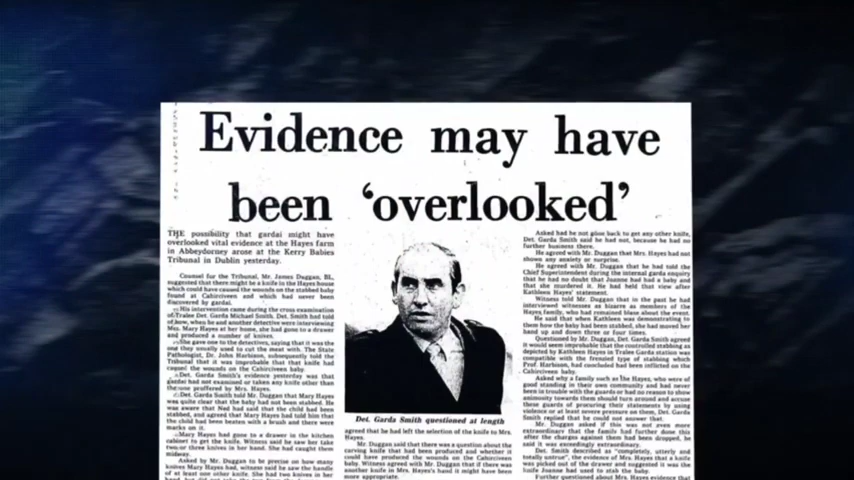 Evidence may have
been ‘overlooked’
THE possibility that gardai might have
overlooked vital evidence at the Hayes farm
in Abbeydorney arose at the Kerry Babies
Tribunal in Dublin yesterday.
Counsel for the Tribunal, Mr. James Duggan, BL,
suggested that there might be a knife in the Hayes house
which could have caused the wounds on the stabbed baby
found at Cahirciveen and which had never been
discovered by gardai.
His intervention came during the cross examination
of Tralee Det. Garda Michael Smith. Det. Smith had told
of how, when he and another detective were interviewing
Mrs. Mary Hayes at her home, she had gone to a drawer
and produced a number of knives.
She gave one to the detectives, saying that it was the
one they usually used to cut the meat with. The State
Pathologist, Dr. John Harbison, subsequently told the
Tribunal that it was improbable that that knife had
caused the wounds on the Cahirciveen baby.
Det. Garda Smith's evidence yesterday was that
gardai had not examined or taken any knife other than
the one proffered by Mrs. Hayes.
Det. Garda Smith told Mr. Duggan that Mary Hayes
was quite clear that the baby had not been stabbed. He
was aware that Ned had said that the child had been
stabbed, and agreed that Mary Hayes had told him that
the child had been beaten with a brush and there were
marks on it.
Mary Hayes had gone to a drawer in the kitchen
cabinet to get the knife. Witness said he saw her take
two or three knives in her hand. She had caught them
midway.
Asked by Mr. Duggan to be precise on how many
knives Mary Hayes had, witness said he saw the handle
of at least one other knife. She had two knives in her
Det. Garda Smith questioned at length
agreed that he had left the selection of the knife to Mrs.
Hayes.
Mr. Duggan said that there was a question about the
carving knife that had been produced and whether it
could have produced the wounds on the Cahirciveen
baby. Witness agreed with Mr. Duggan that if there was
another knife in Mrs. Hayes's hand it might have been
more appropriate.
Asked had he not gone back to get any other knife,
Det. Garda Smith said he had not, because he had no
further business there.
He agreed with Mr. Duggan that Mrs. Hayes had not
shown any anxiety or surprise.
He agreed with Mr. Duggan that he had told the
Chief Superintendent during the internal garda enquiry
that he had no doubt that Joanne had had a baby and
that she murdered it. He had held that view after
Kathleen Hayes' statement.
Witness told Mr. Duggan that in the past he had
interviewed witnesses as bizarre as members of the
Hayes family, who had remained blase about the event.
He said that when Kathleen was demonstrating to
them how the baby had been stabbed, she had moved her
hand up and down three or four times.
Questioned by Mr. Duggan, Det. Garda Smith agreed
it would seem improbable that the controlled stabbing as
depicted by Kathleen Hayes in Tralee Garda station was
compatible with the frenzied type of stabbing which
Prof. Harbison, had concluded had been inflicted on the
Cahirciveen baby.
Asked why a family such as the Hayes, who were of
good standing in their own community and had never
been in trouble with the guards or had no reason to show
animosity towards them should turn around and accuse
these guards of procuring their statements by using
violence or at least severe pressure on them, Det. Garda
Smith replied that he could not answer that.
Mr. Duggan asked if this was not even more
extraordinary that the family had further done this
after the charges against them had been dropped, he
said it was exceedingly extraordinary.
Det. Smith described as "completely, utterly and
totally untrue", the evidence of Mrs. Hayes that a knife
was picked out of the drawer and suggested it was the
knife Joanne had used to stab the baby.
Further questioned about Mrs. Hayes evidence that